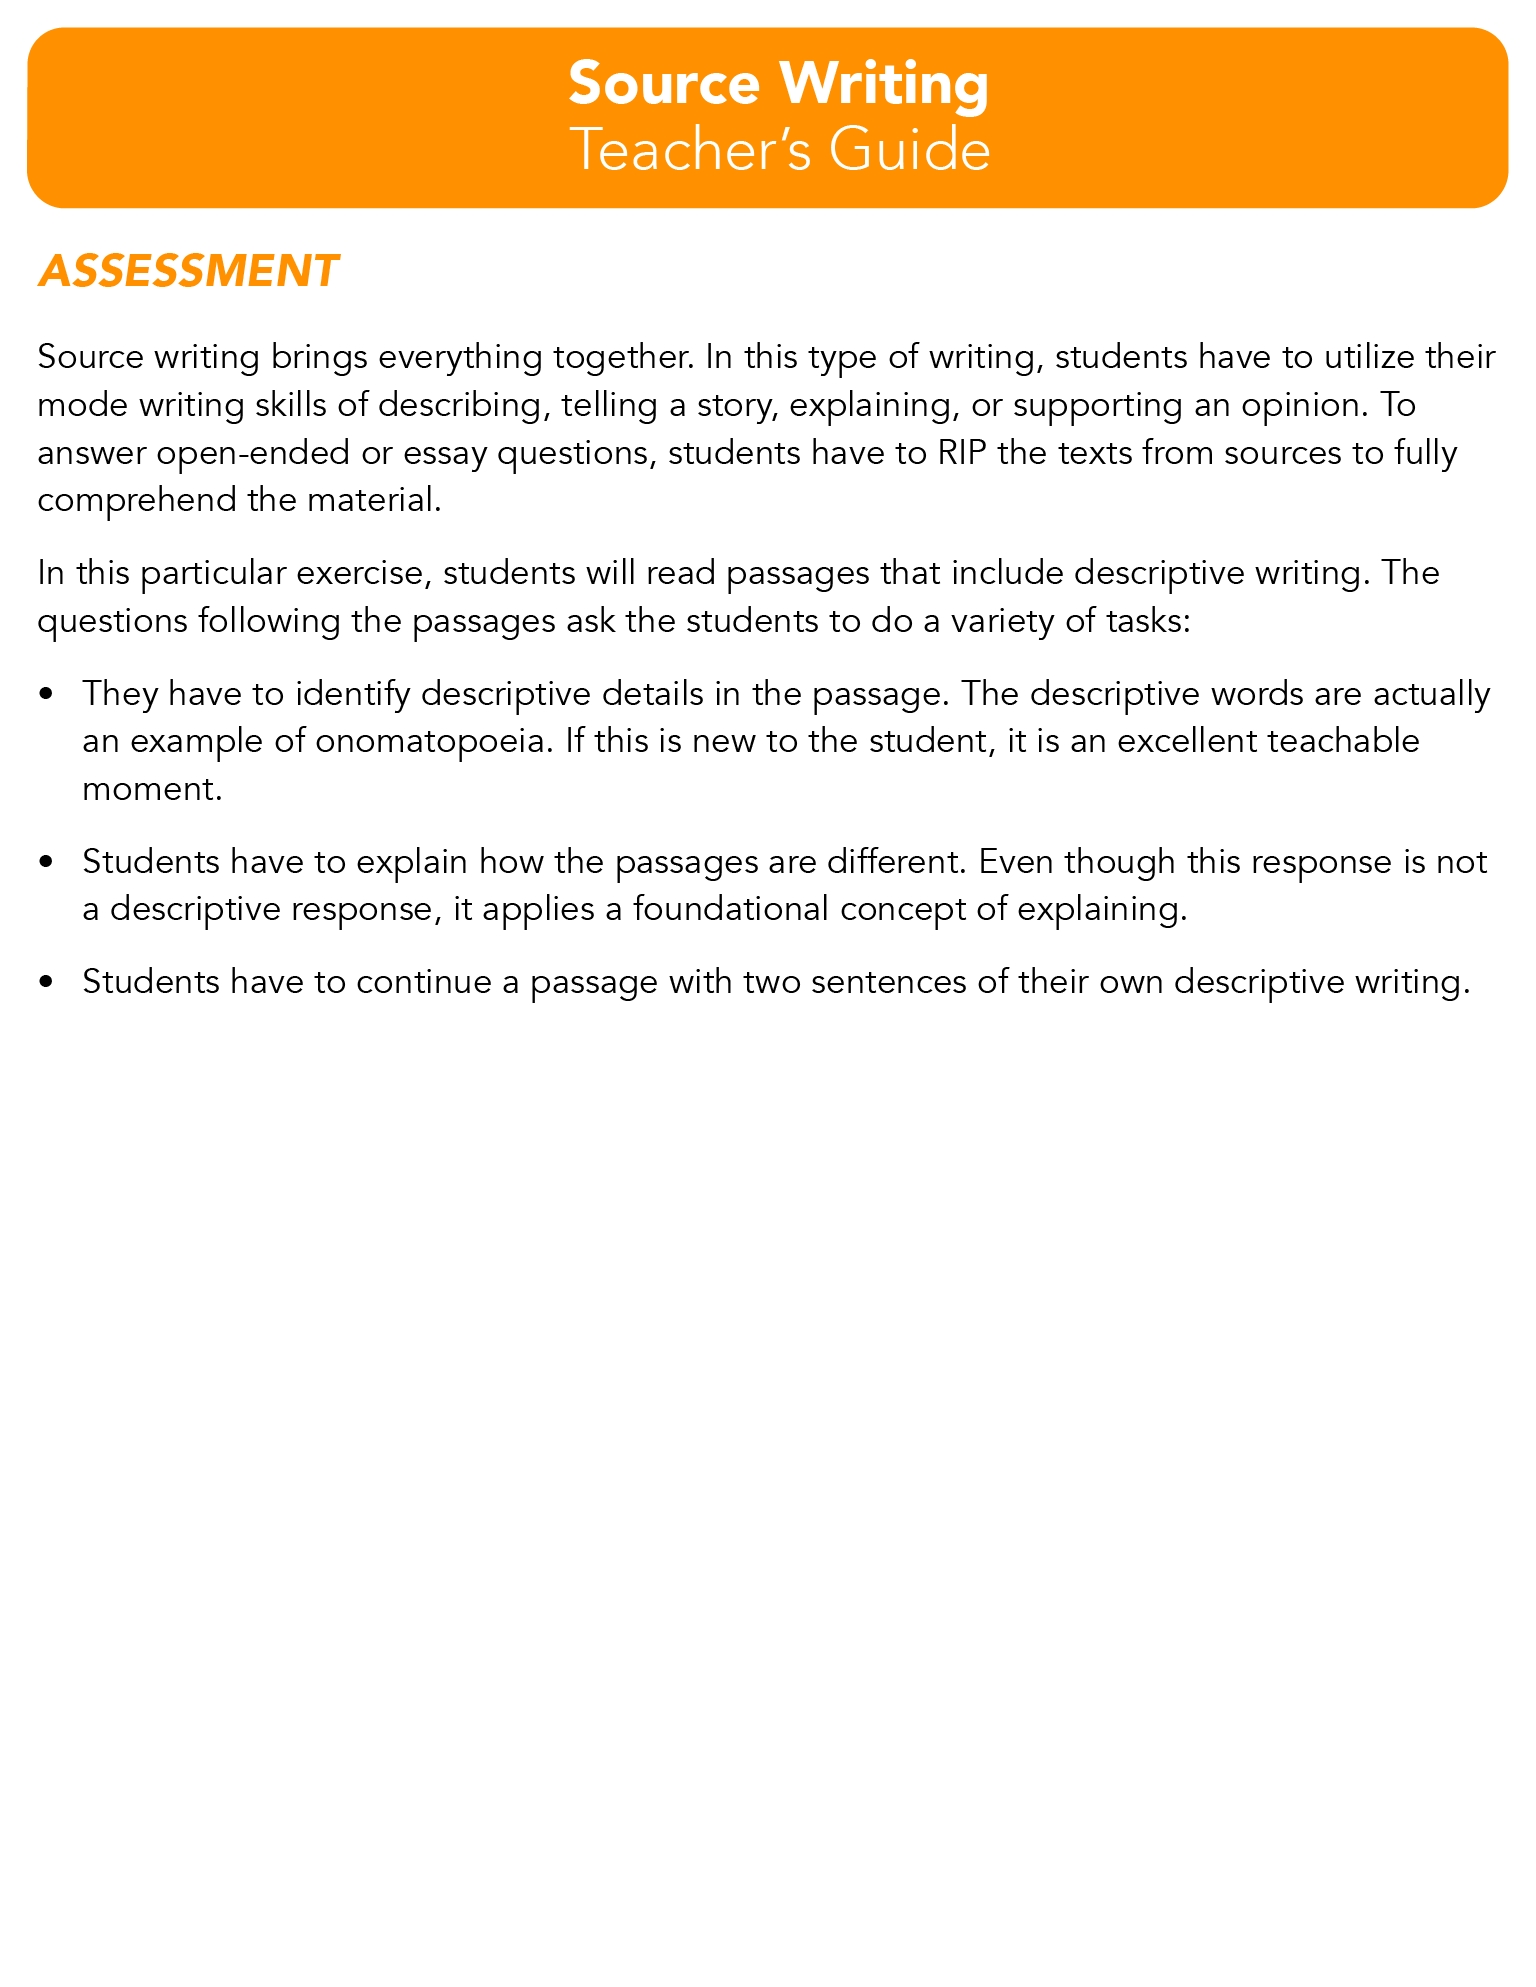 Source Writing
Teacher’s Guide
ASSESSMENT
Source writing brings everything together. In this type of writing, students have to utilize their
mode writing skills of describing, telling a story, explaining, or supporting an opinion. To
answer open-ended or essay questions, students have to RIP the texts from sources to fully
comprehend the material.
In this particular exercise, students will read passages that include descriptive writing. The
questions following the passages ask the students to do a variety of tasks:
• They have to identify descriptive details in the passage. The descriptive words are actually
an example of onomatopoeia. If this is new to the student, it is an excellent teachable
moment.
• Students have to explain how the passages are different. Even though this response is not
a descriptive response, it applies a foundational concept of explaining.
• Students have to continue a passage with two sentences of their own descriptive writing.